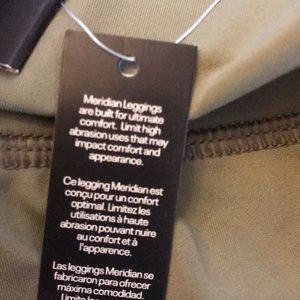 Meridian Leggings
are built for ultimate
comfort. Limit high
abrasion uses that may
impact comfort and
appearance.
Ce legging Meridian est
conçu pour un confort
optimal. Limitez les
utilisations à haute
abrasion pouvant nuire
au confort et à
l'apparence.
Las leggings Meridian se
fabricaron para ofrecer
máxima comodidad.
Limite los